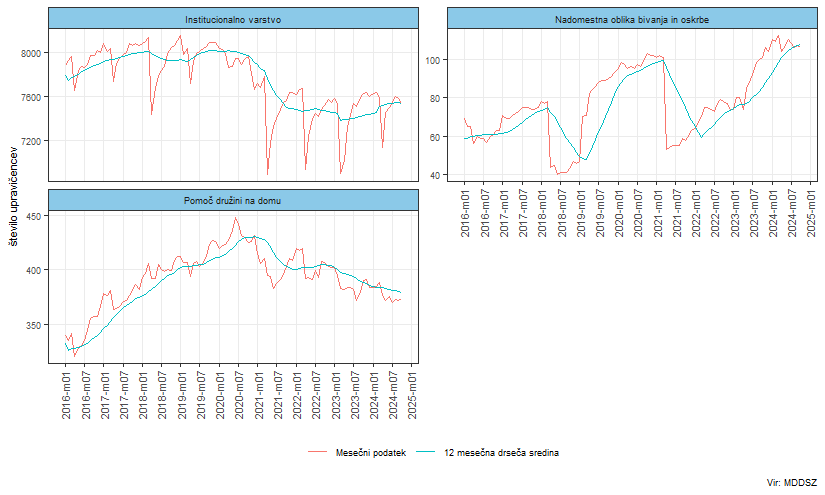 Institucionalno varstvo
Nadomestna oblika bivanja in oskrbe
8000
7600
7200
100
80
60
40
2016-m01
2016-m07
2017-m01
2017-m07
2018-m01
2018-m07
2019-m01
2019-m07
2020-m01
2020-m07
2021-m01
2021-m07
2022-m01
2022-m07
2023-m01
2023-m07
2024-m01
2024-m07
2025-m01
število upravičencev
Pomoč družini na domu
450
400
350
2016-m01
2016-m07
2017-m01
2017-m07
2018-m01
2018-m07
2019-m01
2019-m07
2020-m01
2020-m07
2021-m01
2021-m07
2022-m01
2022-m07
2023-m01
2023-m07
2024-m01
2024-m07
2025-m01
Mesečni podatek
12 mesečna drseča sredina
Vir: MDDSZ